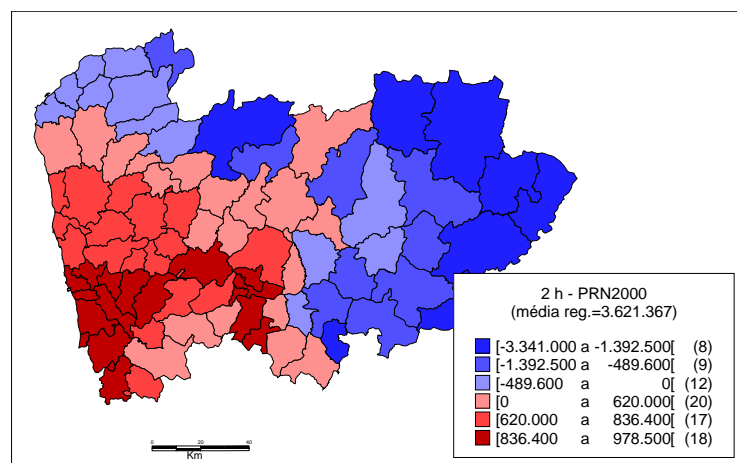 2 h - PRN2000
(média reg.=3.621.367)
[-3.341.000 a -1.392.500[ (8)
[-1.392.500 a -489.600[ (9)
[-489.600 a 0[ (12)
[0 a 620.000[ (20)
[620.000 a 836.400[ (17)
[836.400 a 978.500[ (18)
0 20 40
Km